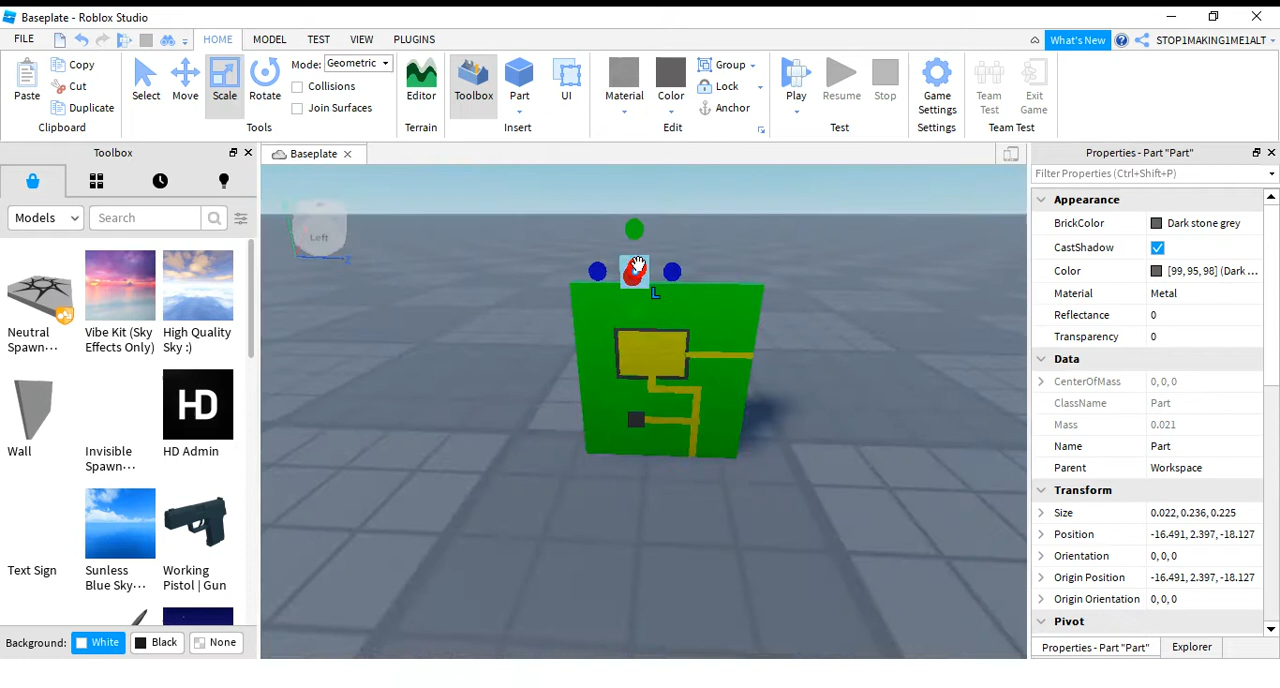 Baseplate - Roblox Studio
FILE HOME MODEL TEST VIEW PLUGINS What's New STOP1MAKING1ME1ALT
Paste Copy Cut Duplicate Select Move Scale Rotate Mode: Geometric Collisions Join Surfaces Editor Toolbox Part UI Material Color Group Lock Anchor Play Resume Stop Game Settings Team Test Exit Game
Clipboard Tools Terrain Insert Edit Test Settings Team Test
Toolbox
Models Search
Neutral Spawn...
Vibe Kit (Sky Effects Only)
High Quality Sky :)
Wall
Invisible Spawn...
HD
HD Admin
Text Sign
Sunless Blue Sky...
Working Pistol | Gun
Background: White Black None
Baseplate
Left
Z
L
Properties - Part "Part"
Filter Properties (Ctrl+Shift+P)
Appearance
BrickColor Dark stone grey
CastShadow
Color [99, 95, 98] (Dark ...
Material Metal
Reflectance 0
Transparency 0
Data
CenterOfMass 0, 0, 0
ClassName Part
Mass 0.021
Name Part
Parent Workspace
Transform
Size 0.022, 0.236, 0.225
Position -16.491, 2.397, -18.127
Orientation 0, 0, 0
Origin Position -16.491, 2.397, -18.127
Origin Orientation 0, 0, 0
Pivot
Properties - Part "Part" Explorer